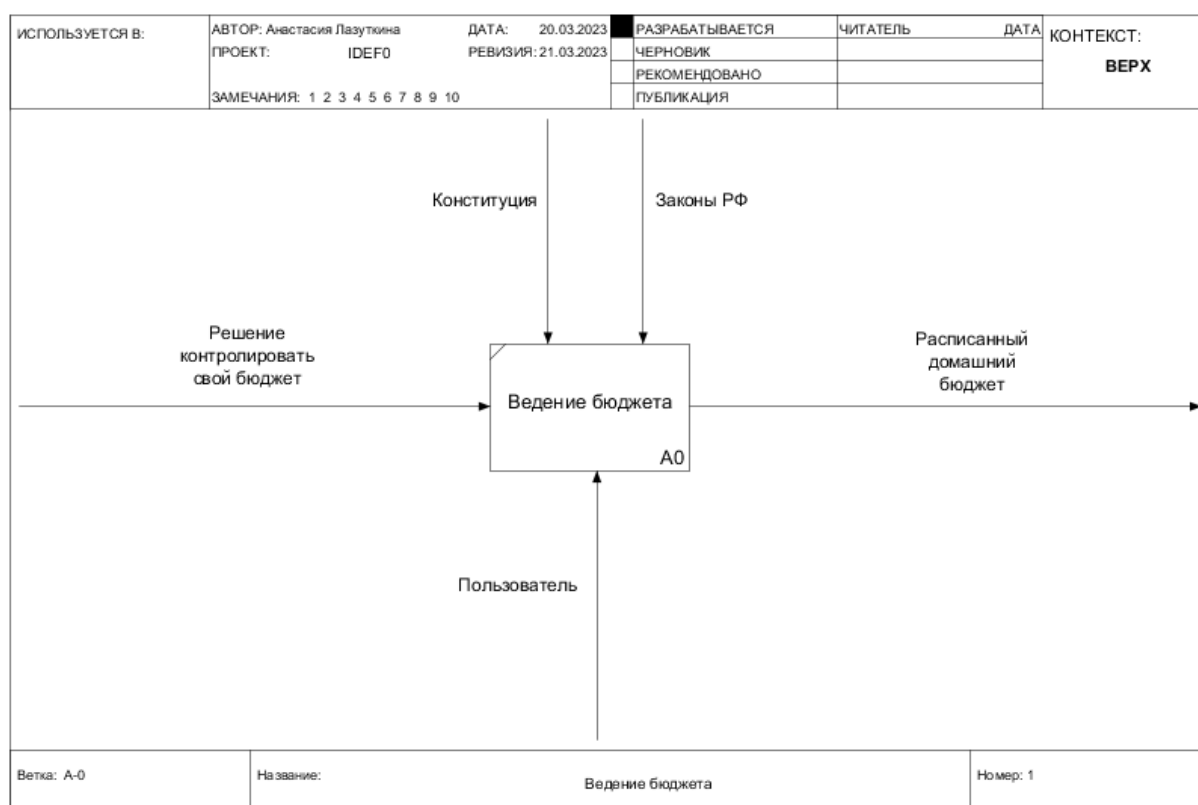 ИСПОЛЬЗУЕТСЯ В:
АВТОР: Анастасия Лазуткина ДАТА: 20.03.2023
ПРОЕКТ: IDEF0 РЕВИЗИЯ: 21.03.2023
ЗАМЕЧАНИЯ: 1 2 3 4 5 6 7 8 9 10
РАЗРАБАТЫВАЕТСЯ
ЧЕРНОВИК
РЕКОМЕНДОВАНО
ПУБЛИКАЦИЯ
ЧИТАТЕЛЬ ДАТА
КОНТЕКСТ:
ВЕРХ
Конституция
Законы РФ
Решение
контролировать
свой бюджет
Ведение бюджета
A0
Расписанный
домашний
бюджет
Пользователь
Ветка: A-0
Название:
Ведение бюджета
Номер: 1